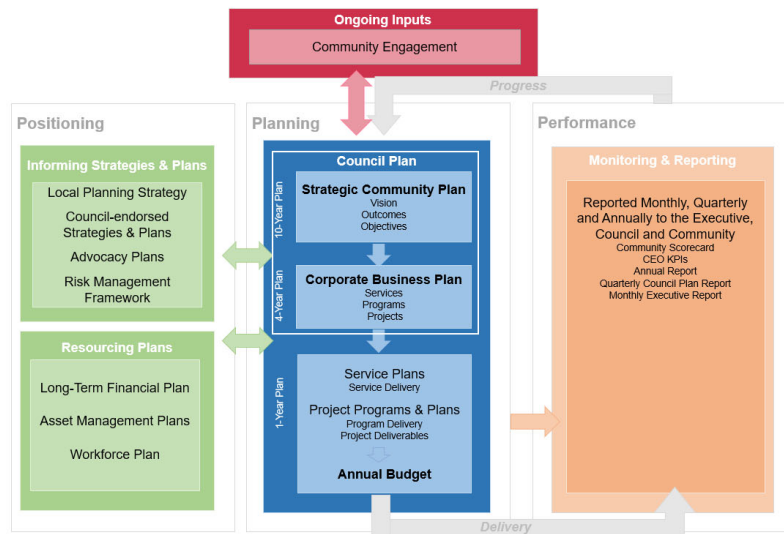 Ongoing Inputs
Community Engagement
Progress
Positioning
Informing Strategies & Plans
Local Planning Strategy
Council-endorsed
Strategies & Plans
Advocacy Plans
Risk Management
Framework
Resourcing Plans
Long-Term Financial Plan
Asset Management Plans
Workforce Plan
Planning
Council Plan
10-Year Plan
Strategic Community Plan
Vision
Outcomes
Objectives
4-Year Plan
Corporate Business Plan
Services
Programs
Projects
1-Year Plan
Service Plans
Service Delivery
Project Programs & Plans
Program Delivery
Project Deliverables
Annual Budget
Performance
Monitoring & Reporting
Reported Monthly, Quarterly
and Annually to the Executive,
Council and Community
Community Scorecard
CEO KPIs
Annual Report
Quarterly Council Plan Report
Monthly Executive Report
Delivery